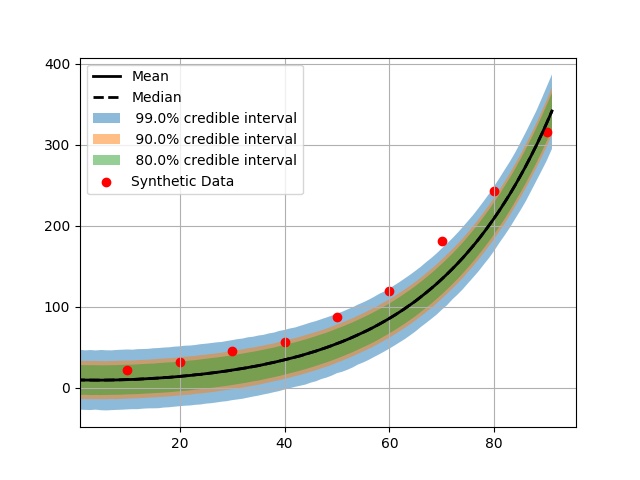 400
300
200
100
0
20
40
60
80
Mean
Median
99.0% credible interval
90.0% credible interval
80.0% credible interval
Synthetic Data